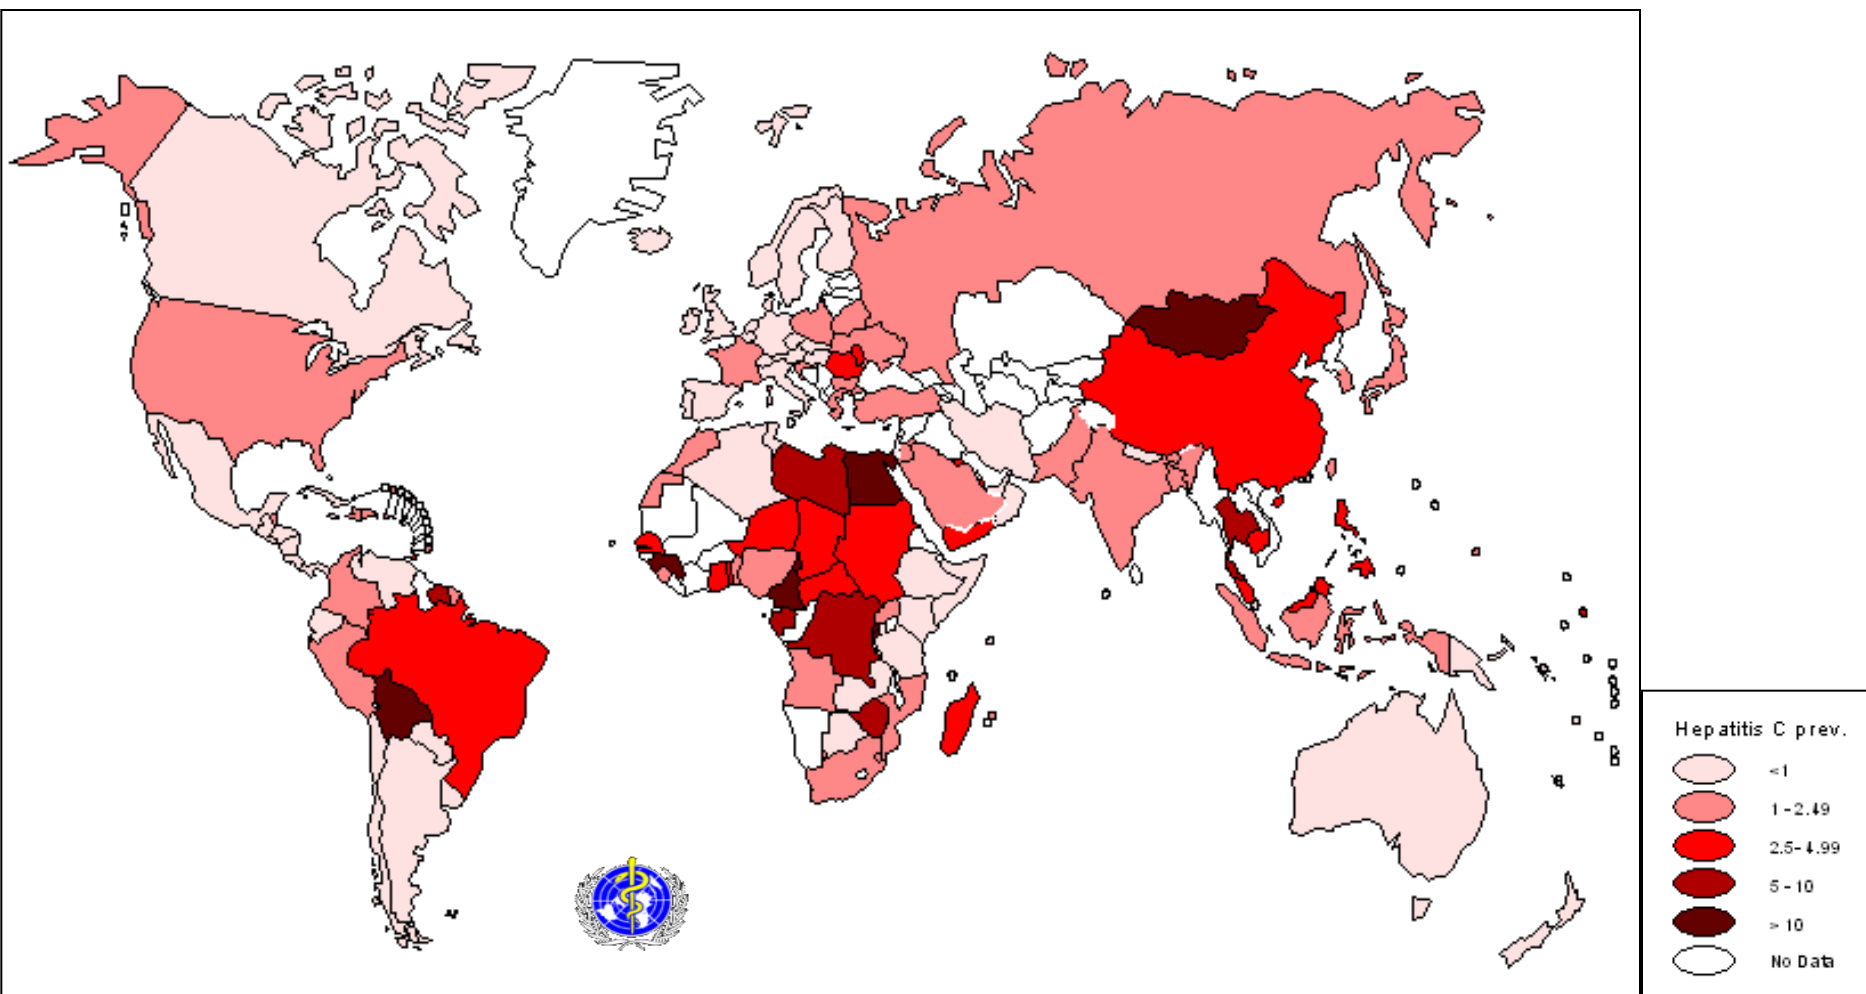 Hepatitis C prev.
<1
1-2.49
2.5-4.99
5-10
>10
No Data